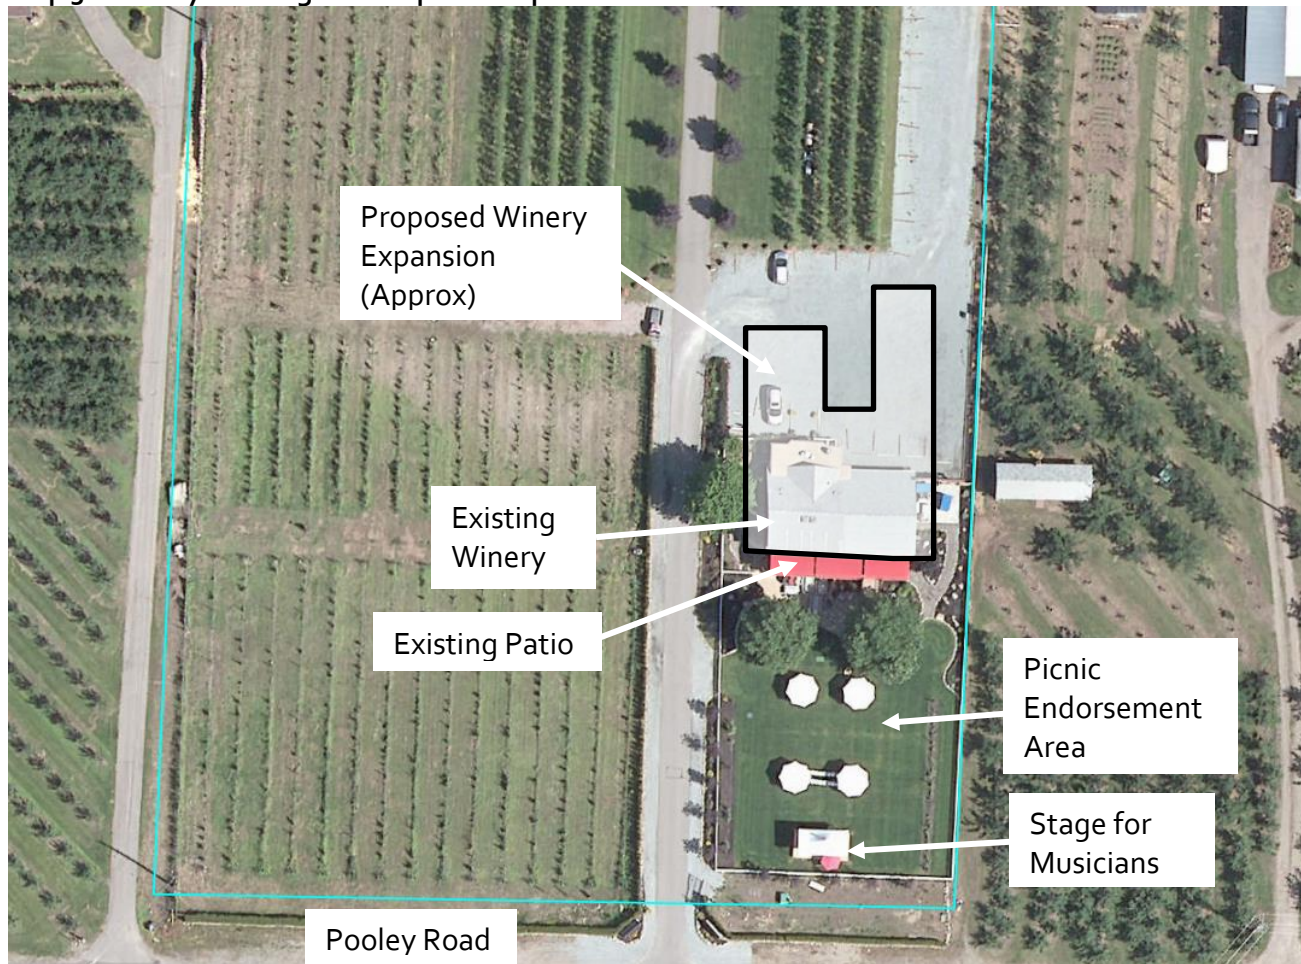 Proposed Winery
Expansion
(Approx)
Existing
Winery
Existing Patio
Picnic
Endorsement
Area
Stage for
Musicians
Pooley Road